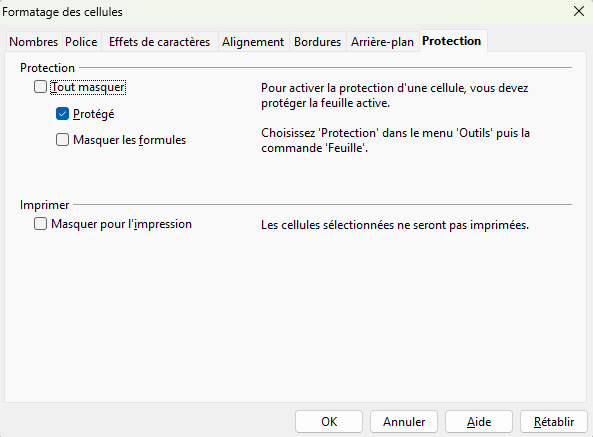 Formatage des cellules
Nombres Police Effets de caractères Alignement Bordures Arrière-plan Protection
Protection
Tout masquer
Protégé
Masquer les formules
Pour activer la protection d'une cellule, vous devez
protéger la feuille active.
Choisissez 'Protection' dans le menu 'Outils' puis la
commande 'Feuille'.
Imprimer
Masquer pour l'impression
Les cellules sélectionnées ne seront pas imprimées.
OK Annuler Aide Rétablir